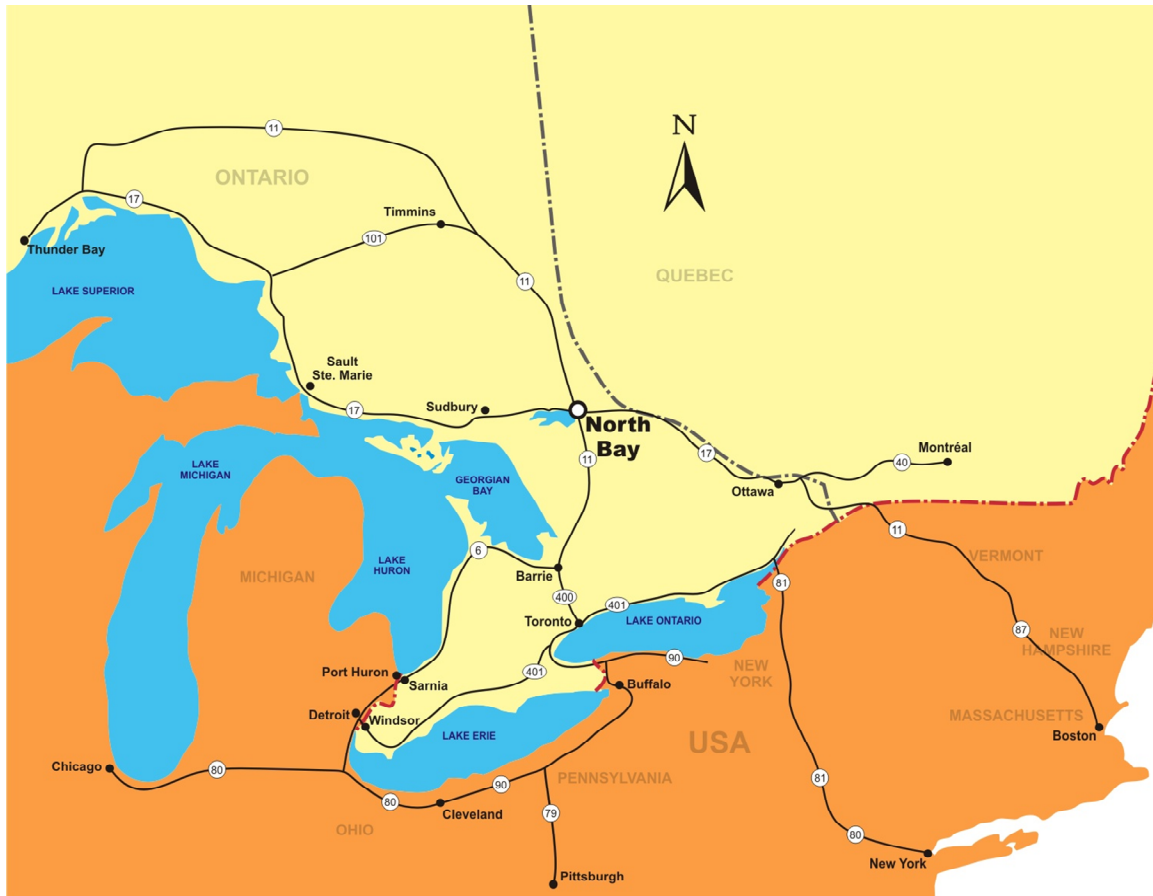 11
N
ONTARIO
17
Timmins
101
Thunder Bay
11
QUEBEC
LAKE SUPERIOR
Sault
Ste. Marie
17
Sudbury
North
Bay
11
17
Montréal
40
LAKE
MICHIGAN
GEORGIAN
BAY
Ottawa
11
6
VERMONT
LAKE
HURON
MICHIGAN
Barrie
81
400
401
Toronto
LAKE ONTARIO
87
NEW
HAMPSHIRE
90
NEW
YORK
Port Huron
401
Sarnia
Buffalo
Detroit
Windsor
MASSACHUSETTS
LAKE ERIE
USA
Boston
Chicago
80
PENNSYLVANIA
81
90
80
Cleveland
79
OHIO
80
New York
Pittsburgh